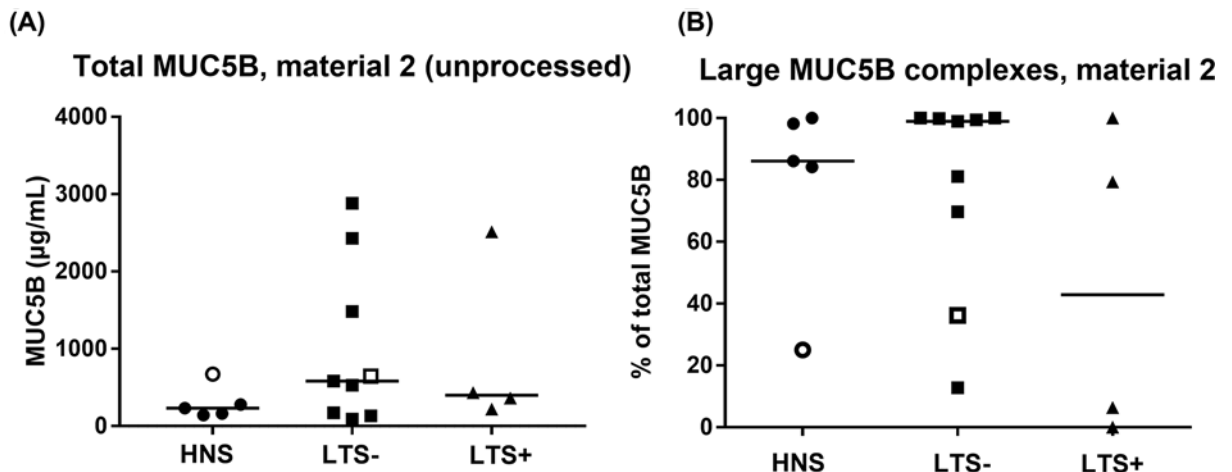 (A)
Total MUC5B, material 2 (unprocessed)
MUC5B (µg/mL)
4000
3000
2000
1000
0
HNS LTS- LTS+
(B)
Large MUC5B complexes, material 2
% of total MUC5B
100
80
60
40
20
0
HNS LTS- LTS+